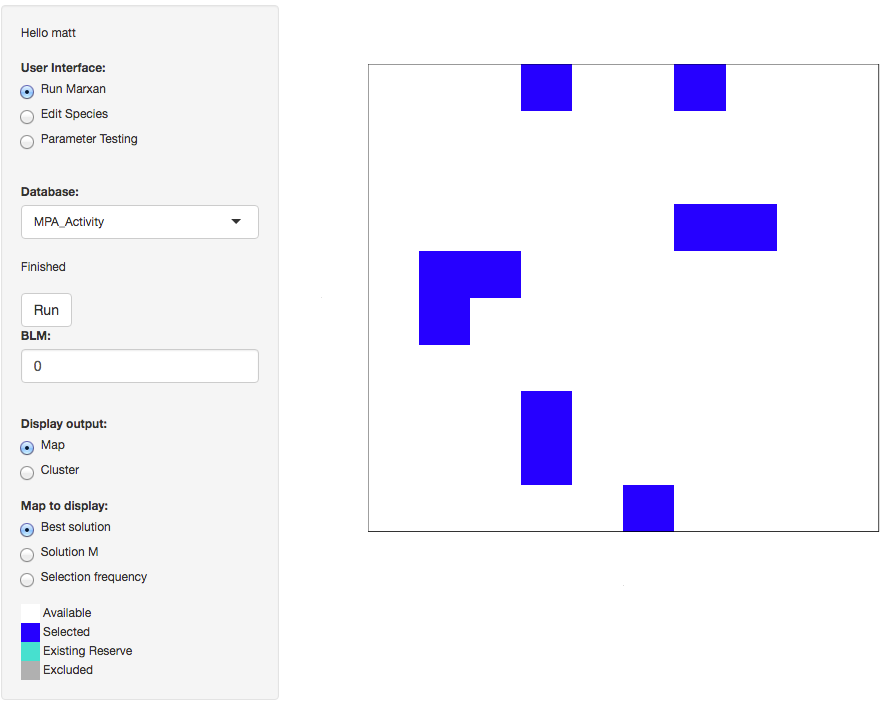 Hello matt
User Interface:
Run Marxan
Edit Species
Parameter Testing
Database:
MPA_Activity
Finished
Run
BLM:
0
Display output:
Map
Cluster
Map to display:
Best solution
Solution M
Selection frequency
Available
Selected
Existing Reserve
Excluded